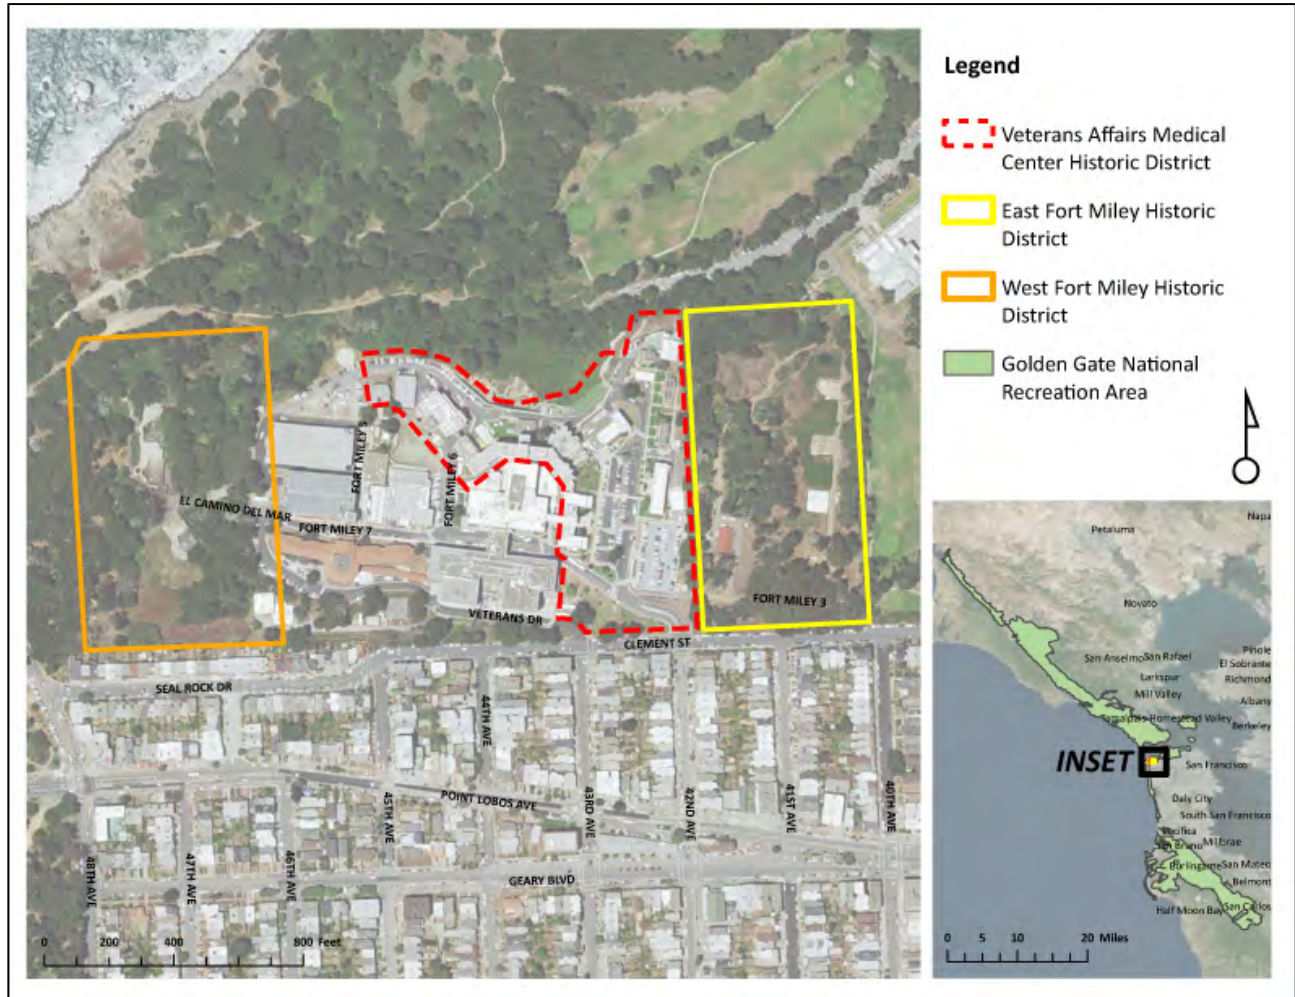 Legend
Veterans Affairs Medical
Center Historic District
East Fort Miley Historic
District
West Fort Miley Historic
District
Golden Gate National
Recreation Area
FORT MILEY 5
FORT MILEY 6
EL CAMINO DEL MAR
FORT MILEY 7
FORT MILEY 3
VETERANS DR
CLEMENT ST
SEAL ROCK DR
44TH AVE
POINT LOBOS AVE
45TH AVE
43RD AVE
42ND AVE
41ST AVE
40TH AVE
48TH AVE
47TH AVE
46TH AVE
GEARY BLVD
0 200 400 800 Feet
Napa
Petaluma
Novato
San Anselmo
San Rafael
Pinole
El Sobrante
Larkspur
Richmond
Mill Valley
Albany
Tamalpais-Homestead Valley
Berkeley
INSET
San Francisco
Daly City
South San Francisco
Pacifica
Millbrae
San Bruno
Burlingame
San Mateo
Belmont
Half Moon Bay
San Carlos
0 5 10 20 Miles